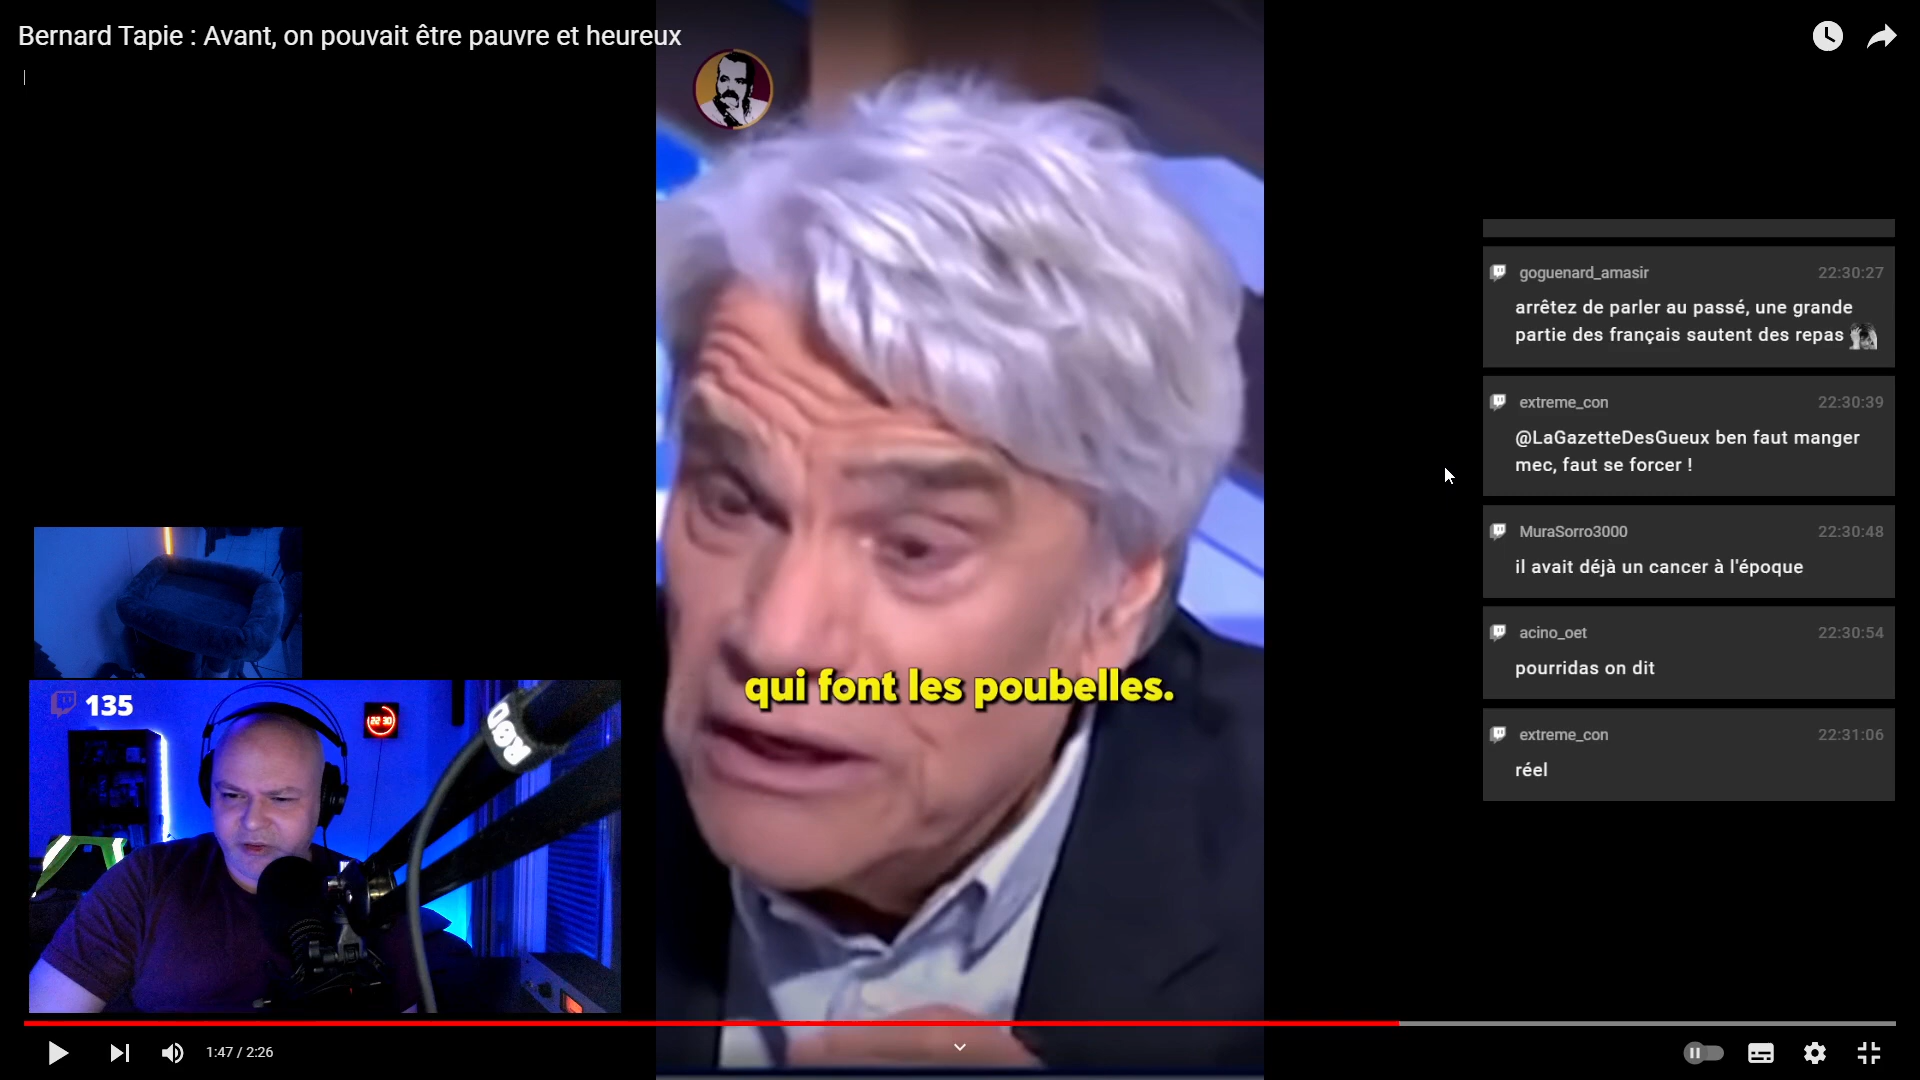 Bernard Tapie : Avant, on pouvait être pauvre et heureux
goguenard_amasir 22:30:27
arrêtez de parler au passé, une grande
partie des français sautent des repas
extreme_con 22:30:39
@LaGazetteDesGueux ben faut manger
mec, faut se forcer !
MuraSorro3000 22:30:48
il avait déjà un cancer à l'époque
acino_oet 22:30:54
pourridas on dit
extreme_con 22:31:06
réel
qui font les poubelles.
135
22 30
RØDE
1:47 / 2:26